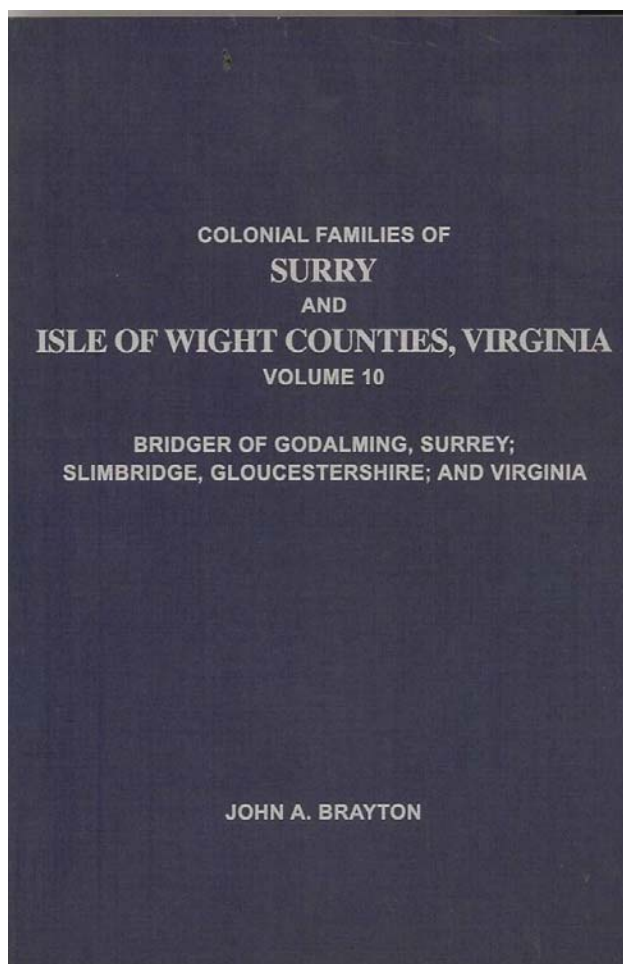 COLONIAL FAMILIES OF
SURRY
AND
ISLE OF WIGHT COUNTIES, VIRGINIA
VOLUME 10
BRIDGER OF GODALMING, SURREY;
SLIMBRIDGE, GLOUCESTERSHIRE; AND VIRGINIA
JOHN A. BRAYTON